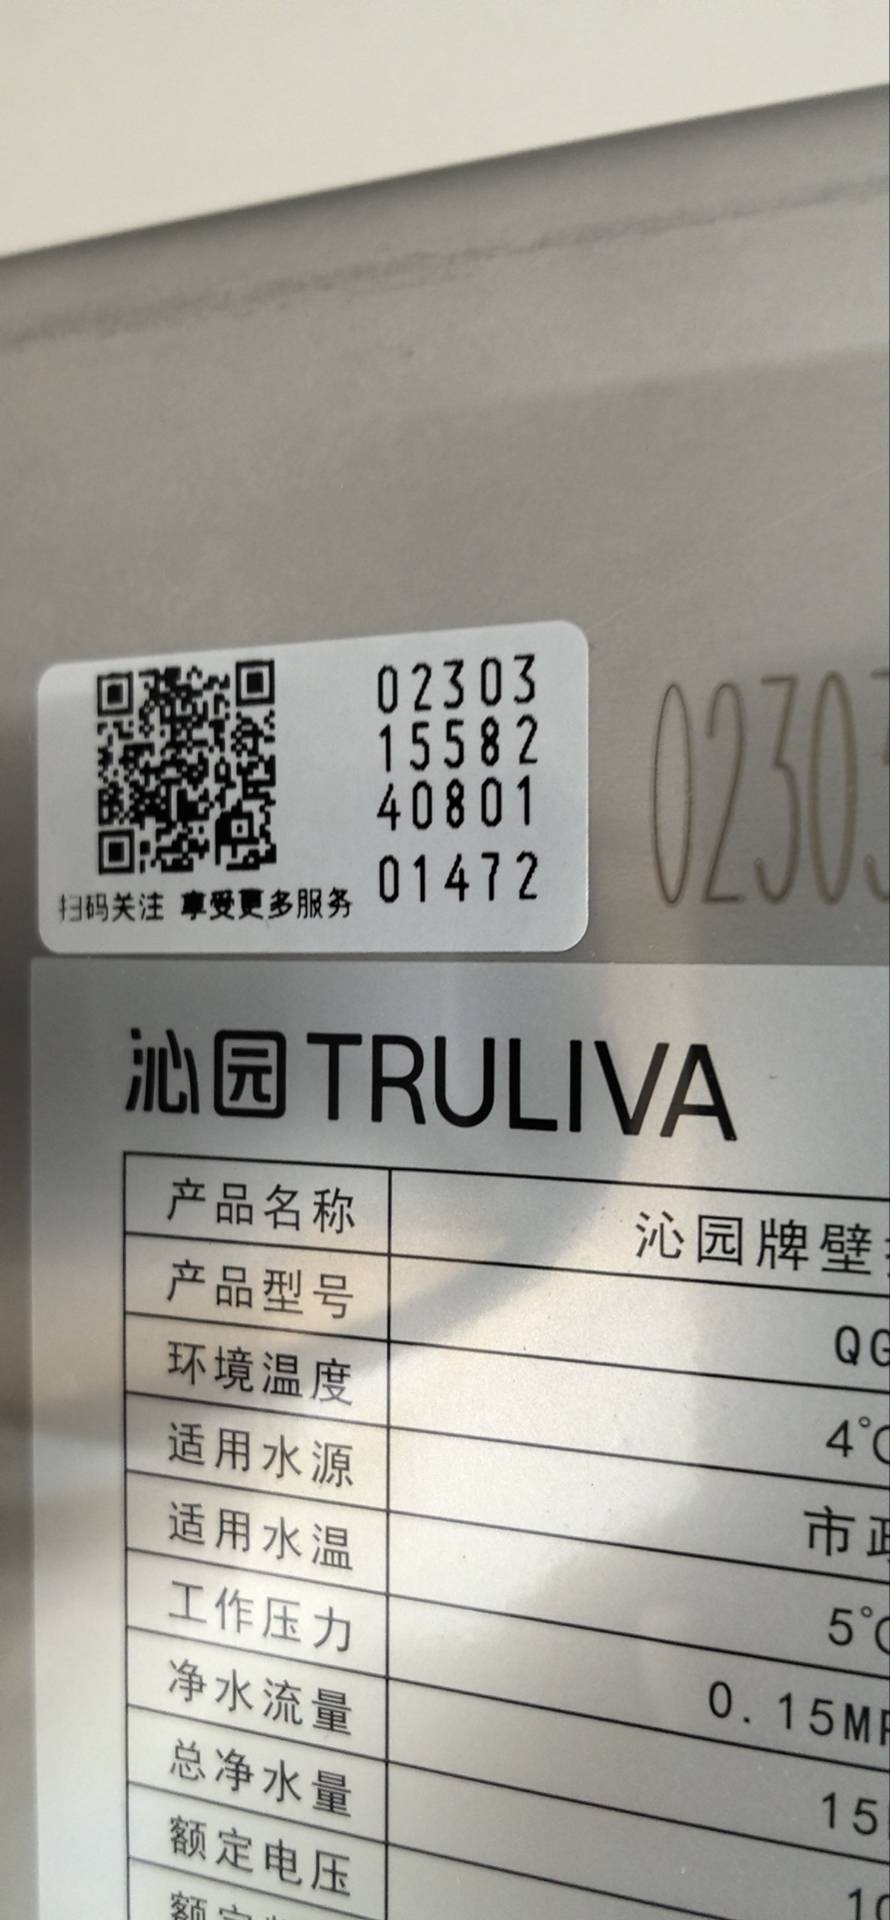 02303
15582
40801
01472
扫码关注 享受更多服务
0230
沁园 TRULIVA
产品名称 沁园牌壁
产品型号 QG
环境温度 4℃
适用水源 市政
适用水温 5℃
工作压力 0.15MP
净水流量 15
总净水量 10
额定电压